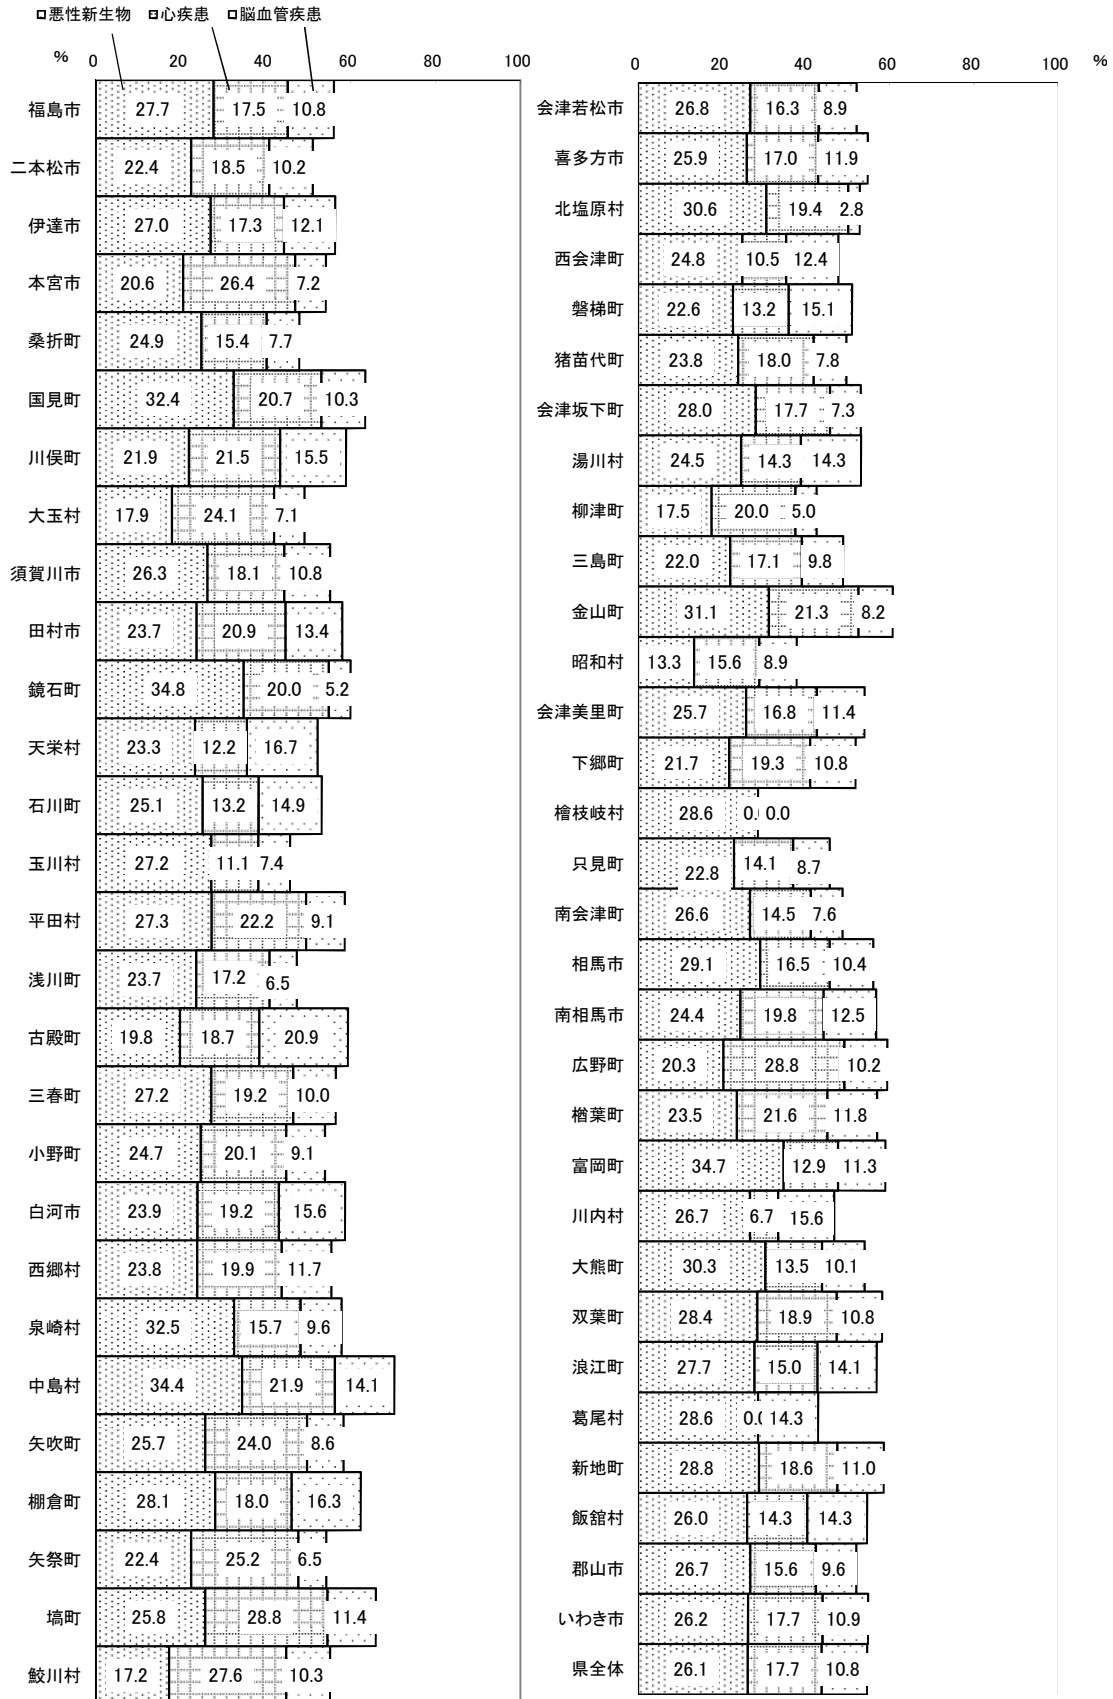 悪性新生物 心疾患 脳血管疾患
% 0 20 40 60 80 100
福島市 27.7 17.5 10.8
二本松市 22.4 18.5 10.2
伊達市 27.0 17.3 12.1
本宮市 20.6 26.4 7.2
桑折町 24.9 15.4 7.7
国見町 32.4 20.7 10.3
川俣町 21.9 21.5 15.5
大玉村 17.9 24.1 7.1
須賀川市 26.3 18.1 10.8
田村市 23.7 20.9 13.4
鏡石町 34.8 20.0 5.2
天栄村 23.3 12.2 16.7
石川町 25.1 13.2 14.9
玉川村 27.2 11.1 7.4
平田村 27.3 22.2 9.1
浅川町 23.7 17.2 6.5
古殿町 19.8 18.7 20.9
三春町 27.2 19.2 10.0
小野町 24.7 20.1 9.1
白河市 23.9 19.2 15.6
西郷村 23.8 19.9 11.7
泉崎村 32.5 15.7 9.6
中島村 34.4 21.9 14.1
矢吹町 25.7 24.0 8.6
棚倉町 28.1 18.0 16.3
矢祭町 22.4 25.2 6.5
塙町 25.8 28.8 11.4
鮫川村 17.2 27.6 10.3
0 20 40 60 80 100 %
会津若松市 26.8 16.3 8.9
喜多方市 25.9 17.0 11.9
北塩原村 30.6 19.4 2.8
西会津町 24.8 10.5 12.4
磐梯町 22.6 13.2 15.1
猪苗代町 23.8 18.0 7.8
会津坂下町 28.0 17.7 7.3
湯川村 24.5 14.3 14.3
柳津町 17.5 20.0 5.0
三島町 22.0 17.1 9.8
金山町 31.1 21.3 8.2
昭和村 13.3 15.6 8.9
会津美里町 25.7 16.8 11.4
下郷町 21.7 19.3 10.8
檜枝岐村 28.6 0. 0.0
只見町 22.8 14.1 8.7
南会津町 26.6 14.5 7.6
相馬市 29.1 16.5 10.4
南相馬市 24.4 19.8 12.5
広野町 20.3 28.8 10.2
楢葉町 23.5 21.6 11.8
富岡町 34.7 12.9 11.3
川内村 26.7 6.7 15.6
大熊町 30.3 13.5 10.1
双葉町 28.4 18.9 10.8
浪江町 27.7 15.0 14.1
葛尾村 28.6 0.0 14.3
新地町 28.8 18.6 11.0
飯舘村 26.0 14.3 14.3
郡山市 26.7 15.6 9.6
いわき市 26.2 17.7 10.9
県全体 26.1 17.7 10.8